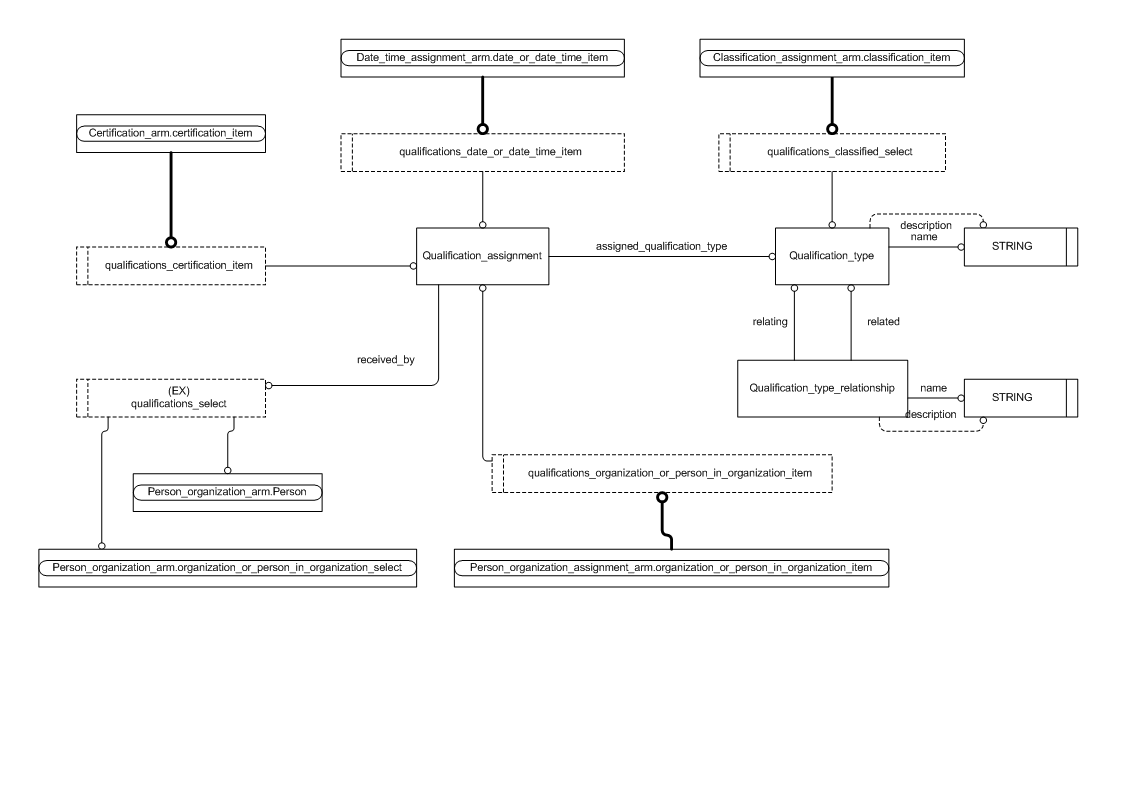 Date_time_assignment_arm.date_or_date_time_item
Classification_assignment_arm.classification_item
Certification_arm.certification_item
qualifications_date_or_date_time_item
qualifications_classified_select
description
name
STRING
assigned_qualification_type
Qualification_assignment
Qualification_type
qualifications_certification_item
relating
related
received_by
(EX)
qualifications_select
Qualification_type_relationship
name
STRING
description
qualifications_organization_or_person_in_organization_item
Person_organization_arm.Person
Person_organization_arm.organization_or_person_in_organization_select
Person_organization_assignment_arm.organization_or_person_in_organization_item